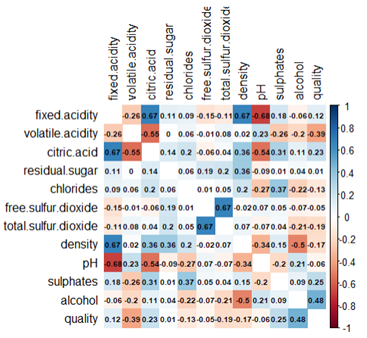 fixed.acidity
volatile.acidity
citric.acid
residual.sugar
chlorides
free.sulfur.dioxide
total.sulfur.dioxide
density
pH
sulphates
alcohol
quality
fixed.acidity -0.26 0.67 0.11 0.09 -0.15 -0.11 0.67 -0.68 0.18 -0.06 0.12
volatile.acidity -0.26 -0.55 0 0.06 -0.01 0.08 0.02 0.23 -0.26 -0.2 -0.39
citric.acid 0.67 -0.55 0.14 0.2 -0.06 0.04 0.36 -0.54 0.31 0.11 0.23
residual.sugar 0.11 0 0.14 0.06 0.19 0.2 0.36 -0.09 0.01 0.04 0.01
chlorides 0.09 0.06 0.2 0.06 0.01 0.05 0.2 -0.27 0.37 -0.22 -0.13
free.sulfur.dioxide -0.15 -0.01 -0.06 0.19 0.01 0.67 -0.02 0.07 0.05 -0.07 -0.05
total.sulfur.dioxide -0.11 0.08 0.04 0.2 0.05 0.67 0.07 -0.07 0.04 -0.21 -0.19
density 0.67 0.02 0.36 0.36 0.2 -0.02 0.07 -0.34 0.15 -0.5 -0.17
pH -0.68 0.23 -0.54 -0.09 -0.27 0.07 -0.07 -0.34 -0.2 0.21 -0.06
sulphates 0.18 -0.26 0.31 0.01 0.37 0.05 0.04 0.15 -0.2 0.09 0.25
alcohol -0.06 -0.2 0.11 0.04 -0.22 -0.07 -0.21 -0.5 0.21 0.09 0.48
quality 0.12 -0.39 0.23 0.01 -0.13 -0.05 -0.19 -0.17 -0.06 0.25 0.48
1
0.8
0.6
0.4
0.2
0
-0.2
-0.4
-0.6
-0.8
-1